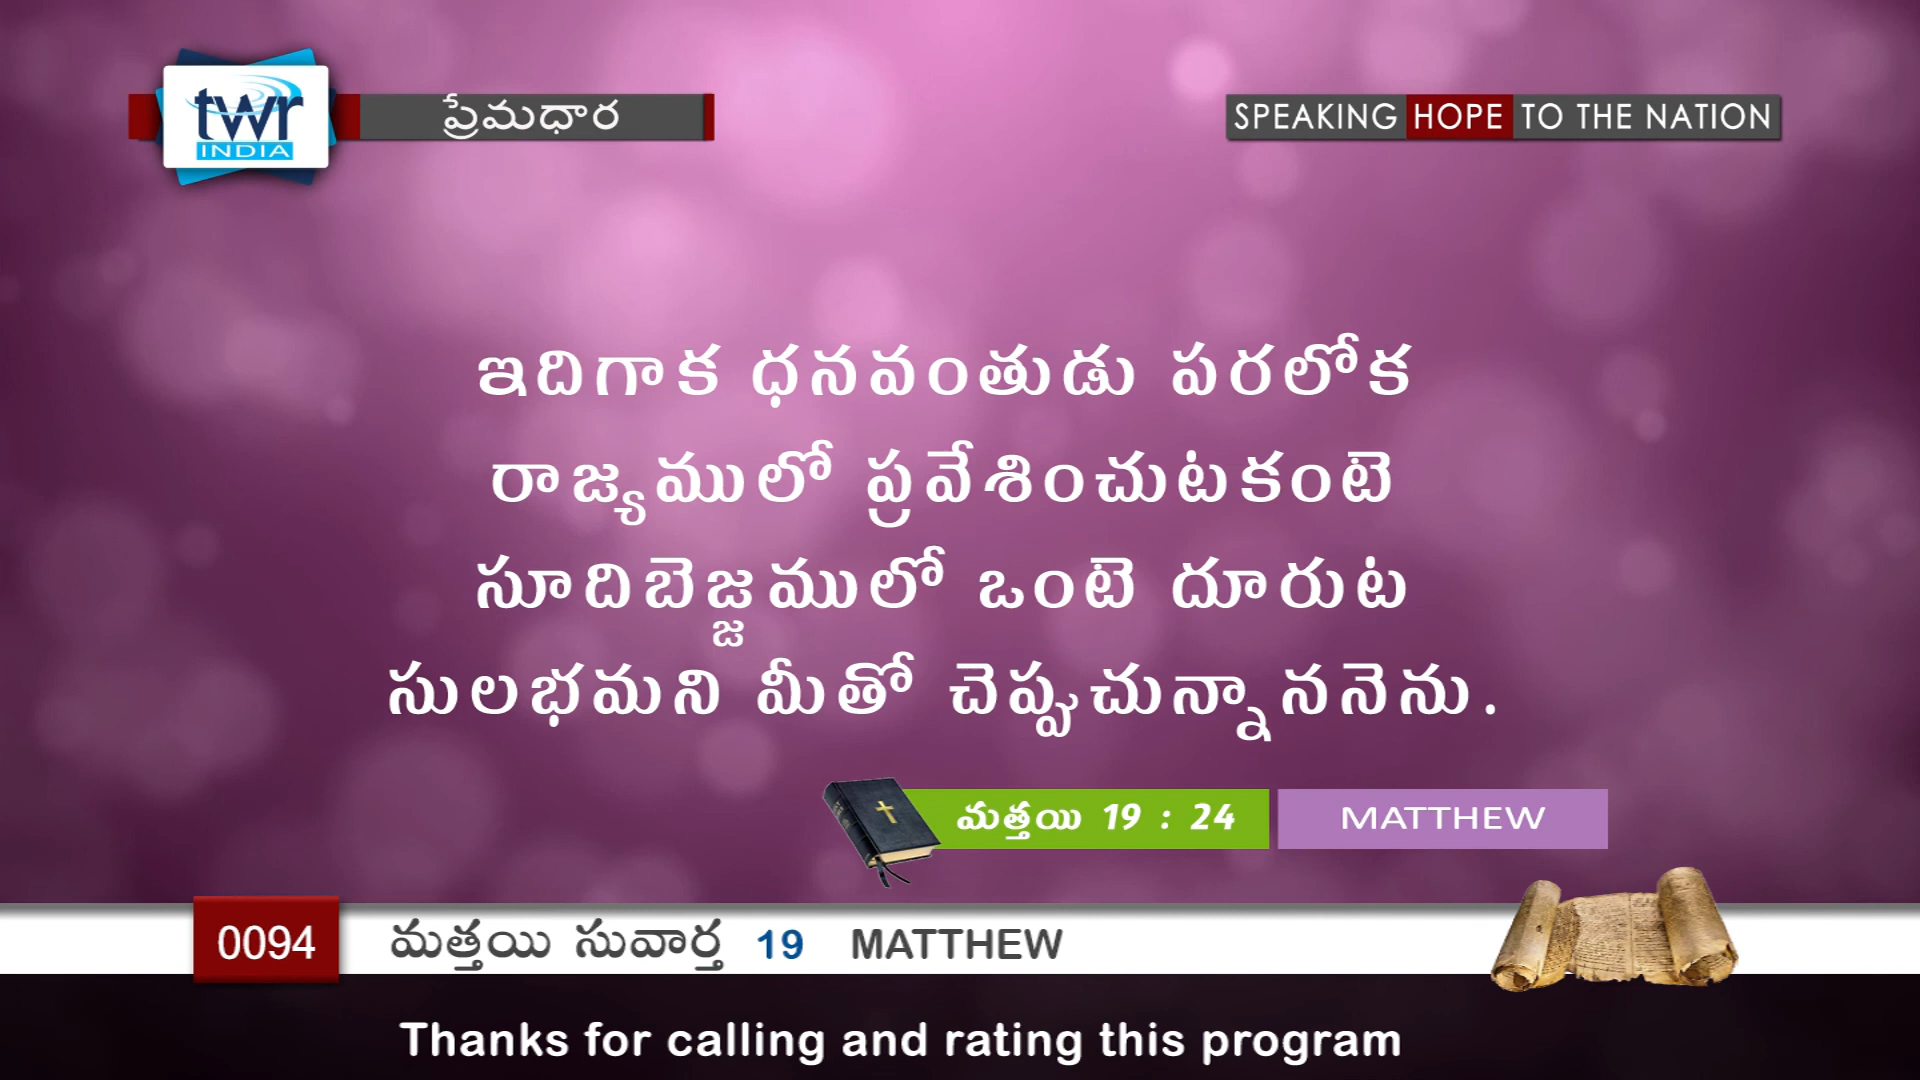 twr
INDIA
ప్రేమధార
SPEAKING HOPE TO THE NATION
ఇదిగాక ధనవంతుడు పరలోక
రాజ్యములో ప్రవేశించుటకంటె
సూదిబెజ్జములో ఒంటె దూరుట
సులభమని మీతో చెప్పుచున్నాననెను.
మత్తయి 19 : 24
MATTHEW
0094
మత్తయి సువార్త 19 MATTHEW
Thanks for calling and rating this program